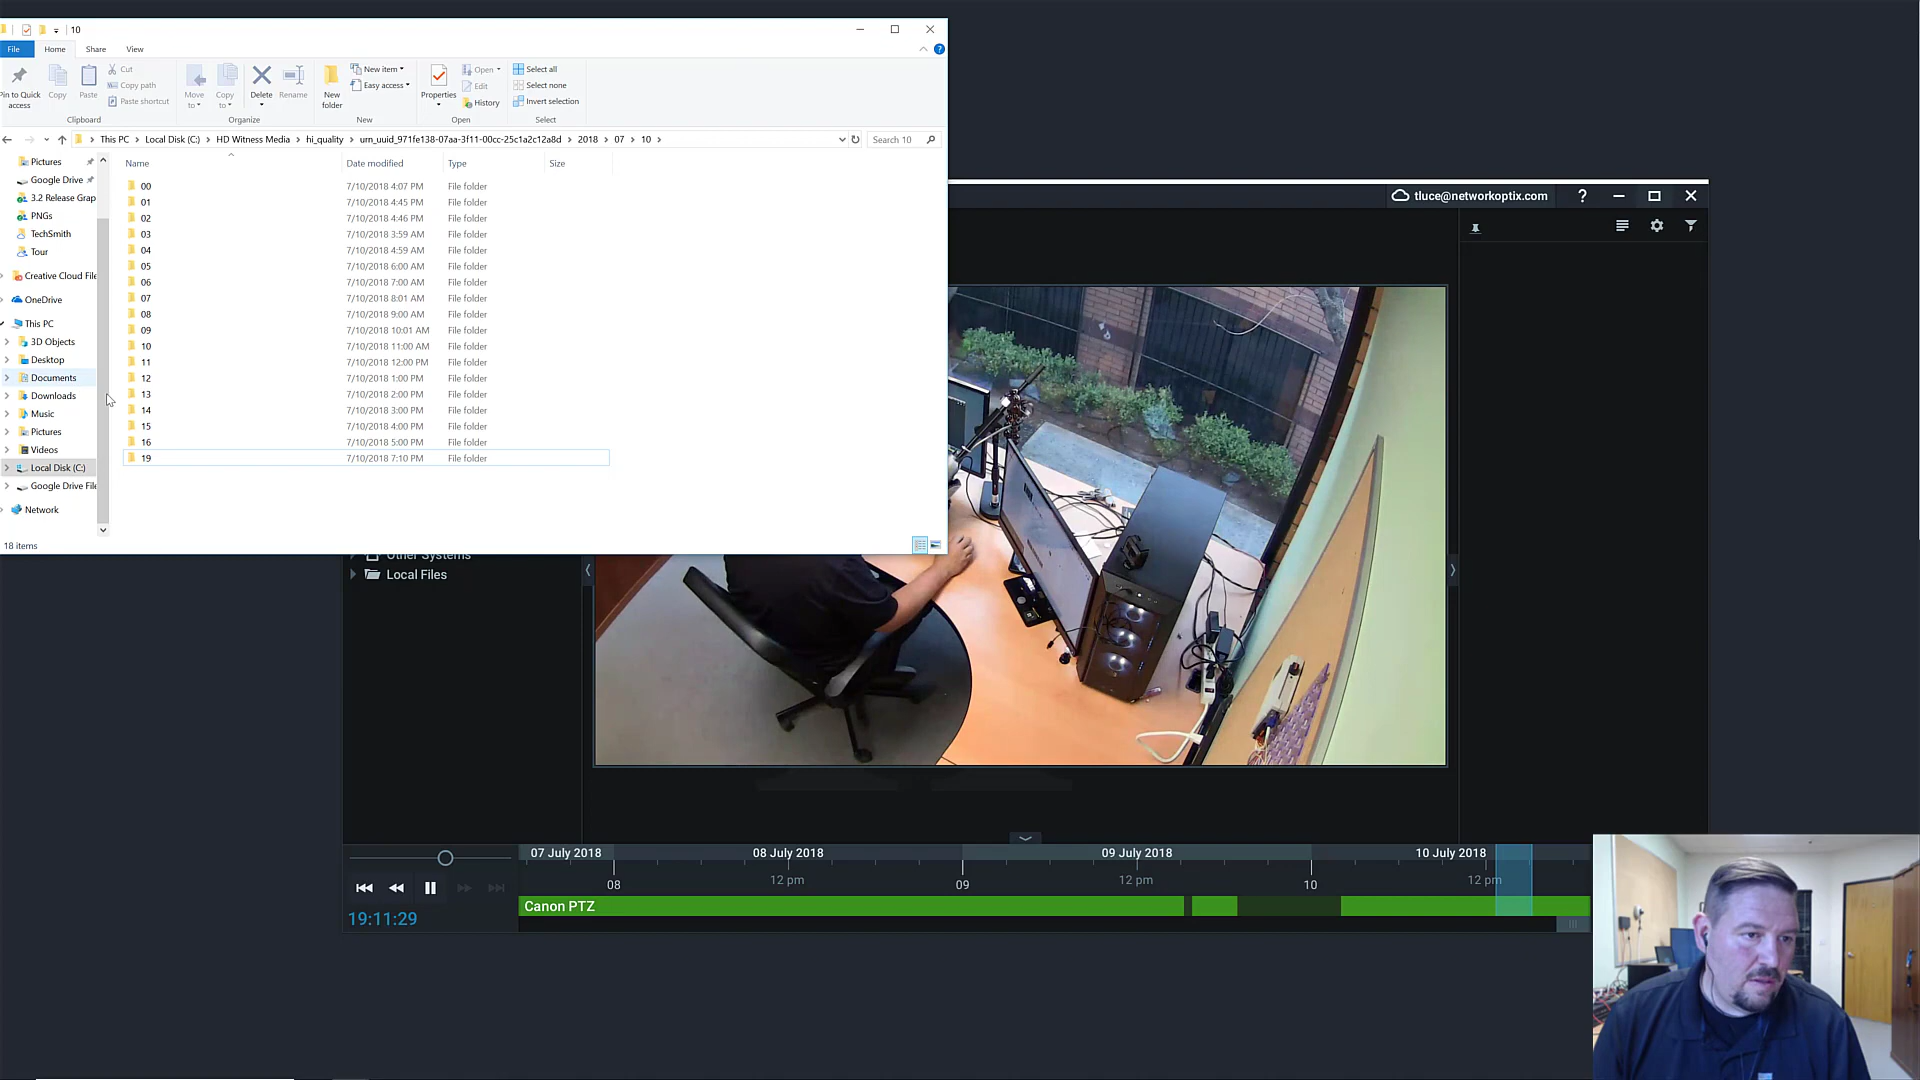 10
File Home Share View
Pin to Quick access
Copy
Paste
Cut
Copy path
Paste shortcut
Clipboard
Move to
Copy to
Delete
Rename
Organize
New folder
New item
Easy access
New
Properties
Open
Edit
History
Open
Select all
Select none
Invert selection
Select
This PC > Local Disk (C:) > HD Witness Media > hi_quality > urn_uuid_971fe138-07aa-3f11-00cc-25c1a2c12a8d > 2018 > 07 > 10 >
Search 10
Pictures
Google Drive
3.2 Release Grap
PNGs
TechSmith
Tour
Creative Cloud File
OneDrive
This PC
3D Objects
Desktop
Documents
Downloads
Music
Pictures
Videos
Local Disk (C:)
Google Drive File
Network
Name Date modified Type Size
00 7/10/2018 4:07 PM File folder
01 7/10/2018 4:45 PM File folder
02 7/10/2018 4:46 PM File folder
03 7/10/2018 3:59 AM File folder
04 7/10/2018 4:59 AM File folder
05 7/10/2018 6:00 AM File folder
06 7/10/2018 7:00 AM File folder
07 7/10/2018 8:01 AM File folder
08 7/10/2018 9:00 AM File folder
09 7/10/2018 10:01 AM File folder
10 7/10/2018 11:00 AM File folder
11 7/10/2018 12:00 PM File folder
12 7/10/2018 1:00 PM File folder
13 7/10/2018 2:00 PM File folder
14 7/10/2018 3:00 PM File folder
15 7/10/2018 4:00 PM File folder
16 7/10/2018 5:00 PM File folder
19 7/10/2018 7:10 PM File folder
18 items
tluce@networkoptix.com ?
Other Systems
Local Files
07 July 2018 08 July 2018 09 July 2018 10 July 2018
08 12 pm 09 12 pm 10 12 pm
Canon PTZ
19:11:29